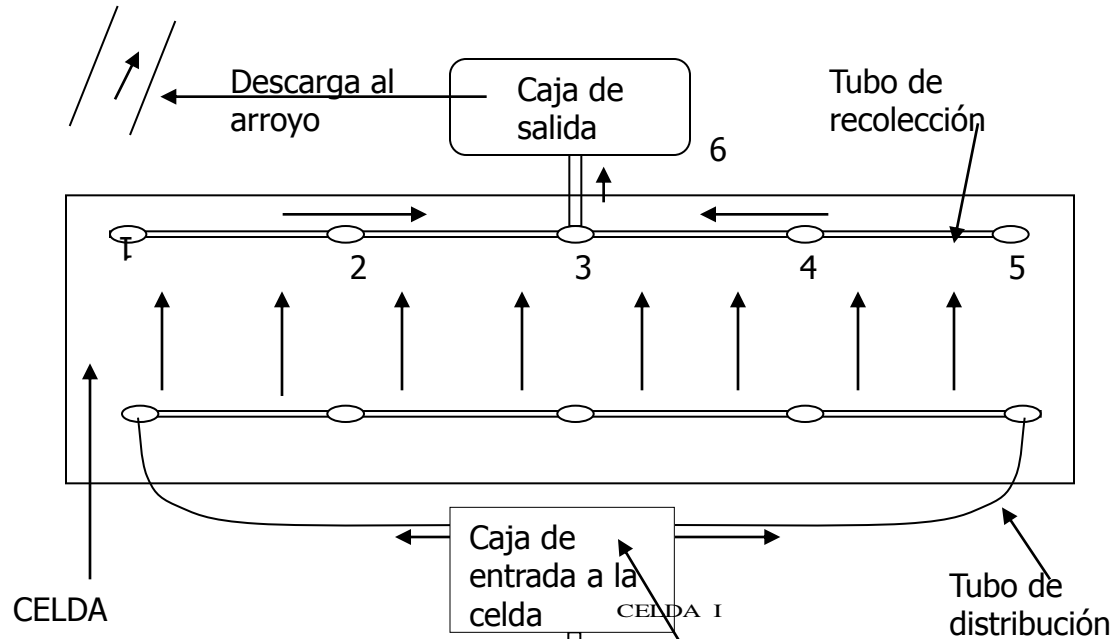 Descarga al
arroyo
Caja de
salida
Tubo de
recolección
6
1
2
3
4
5
Caja de
entrada a la
celda
CELDA I
CELDA
Tubo de
distribución